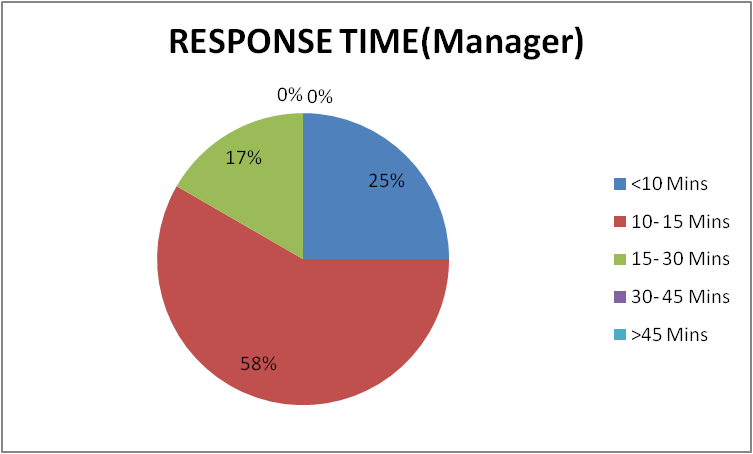 RESPONSE TIME(Manager)
0% 0%
17%
25%
58%
<10 Mins
10- 15 Mins
15- 30 Mins
30- 45 Mins
>45 Mins